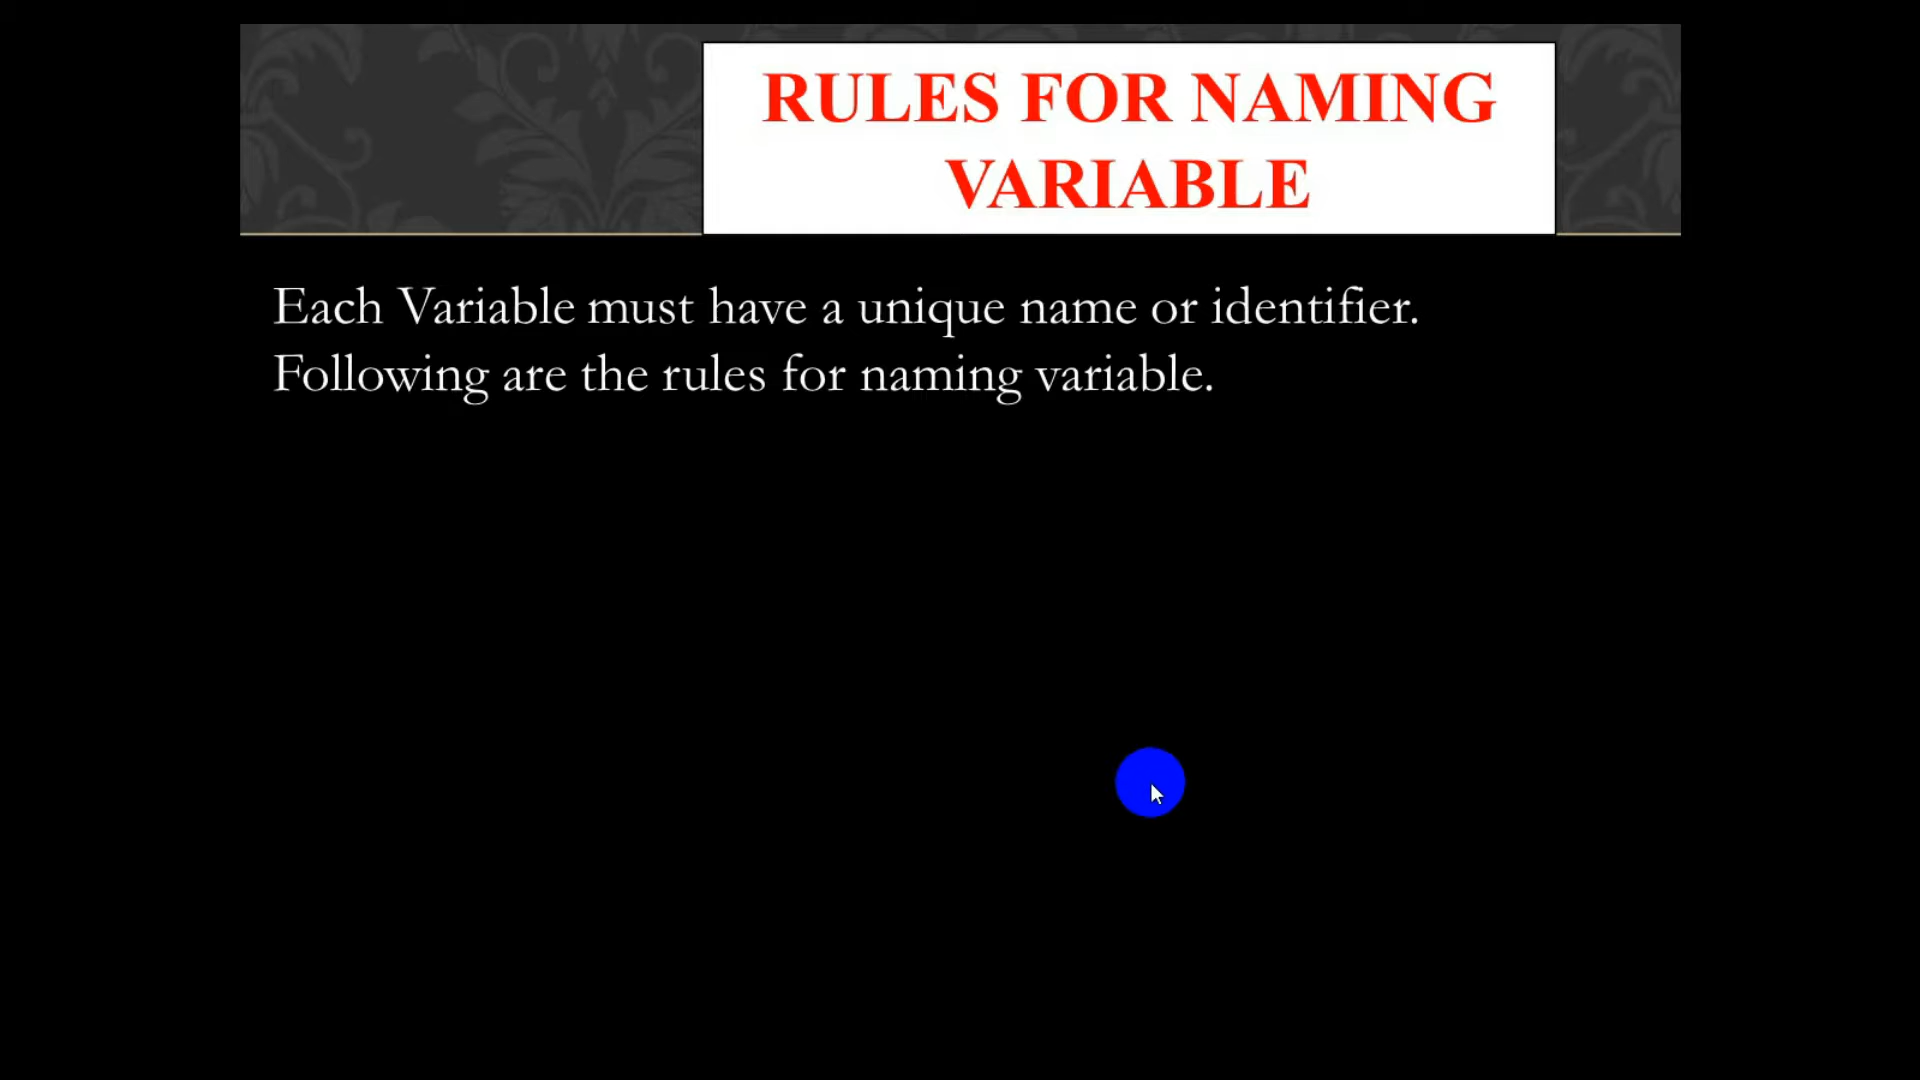 RULES FOR NAMING
VARIABLE
Each Variable must have a unique name or identifier.
Following are the rules for naming variable.